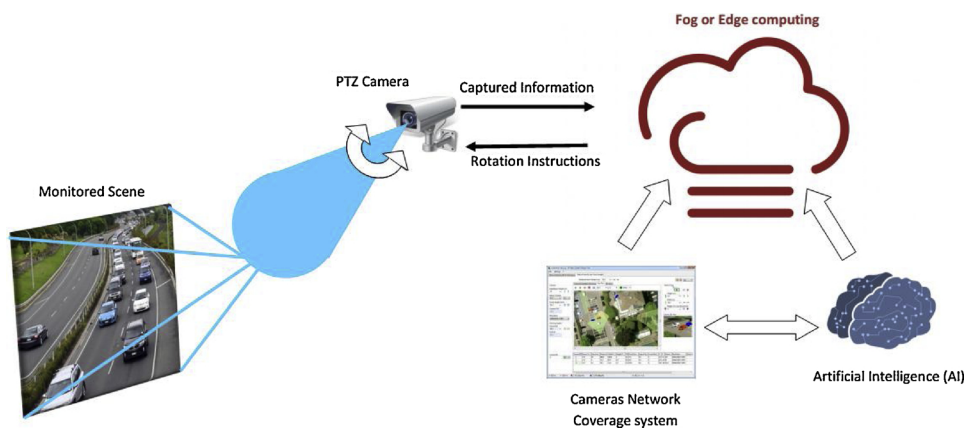 Fog or Edge computing
PTZ Camera
Captured Information
Rotation Instructions
Monitored Scene
Artificial Intelligence (AI)
Cameras Network
Coverage system